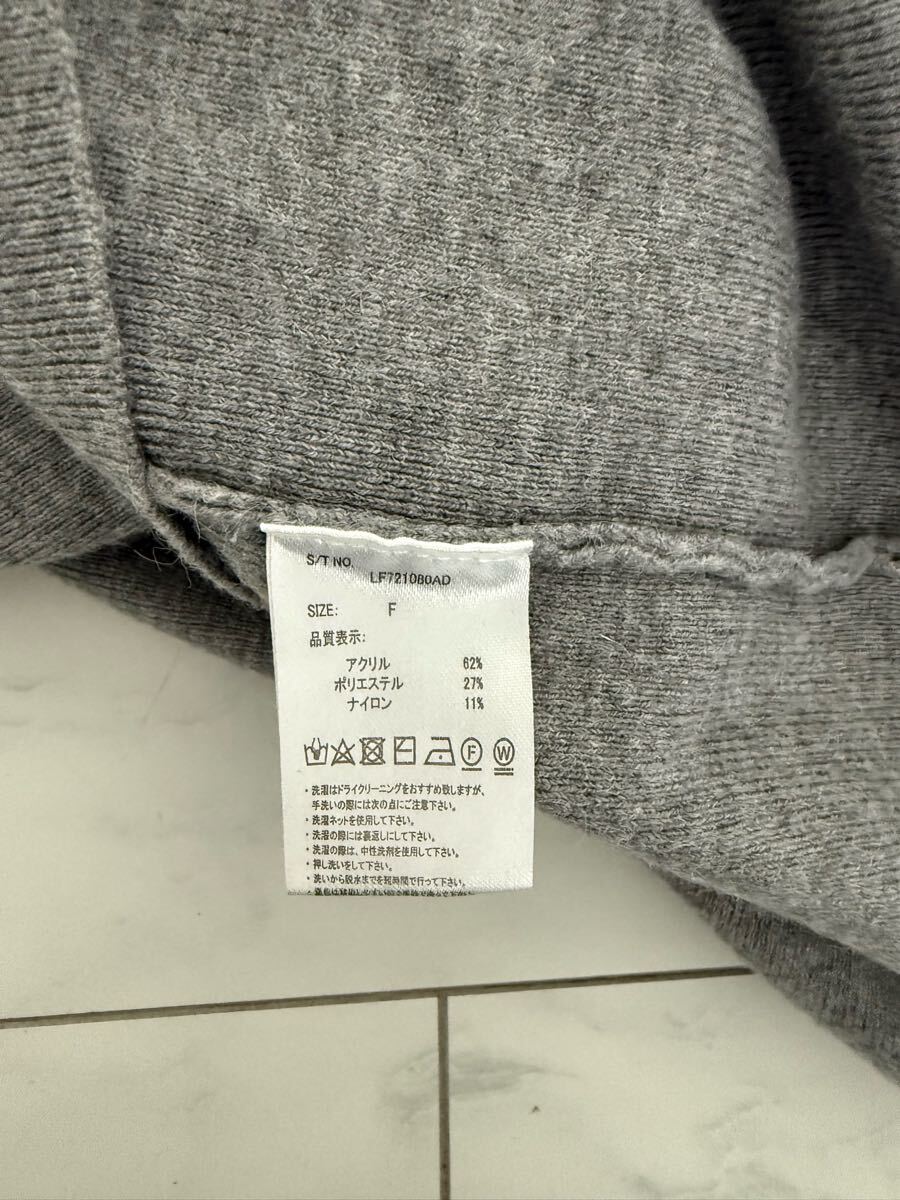 S/T NO.
LF721080AD
SIZE: F
品質表示:
アクリル 62%
ポリエステル 27%
ナイロン 11%
F W
・洗濯はドライクリーニングをおすすめ致しますが、
手洗いの際には次の点にご注意下さい。
・洗濯ネットを使用して下さい。
・洗濯の際には裏返しにして下さい。
・洗濯の際は、中性洗剤を使用して下さい。
・押し洗いをして下さい。
・洗いから脱水までを短時間で行って下さい。